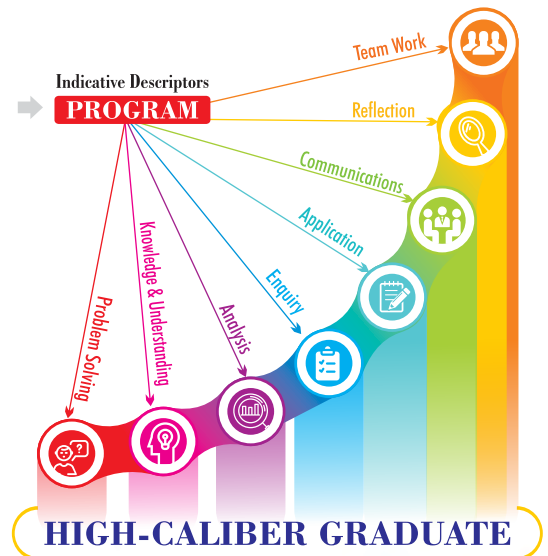 Team Work
Indicative Descriptors
PROGRAM
Reflection
Communications
Application
Enquiry
Analysis
Knowledge & Understanding
Problem Solving
?
HIGH-CALIBER GRADUATE